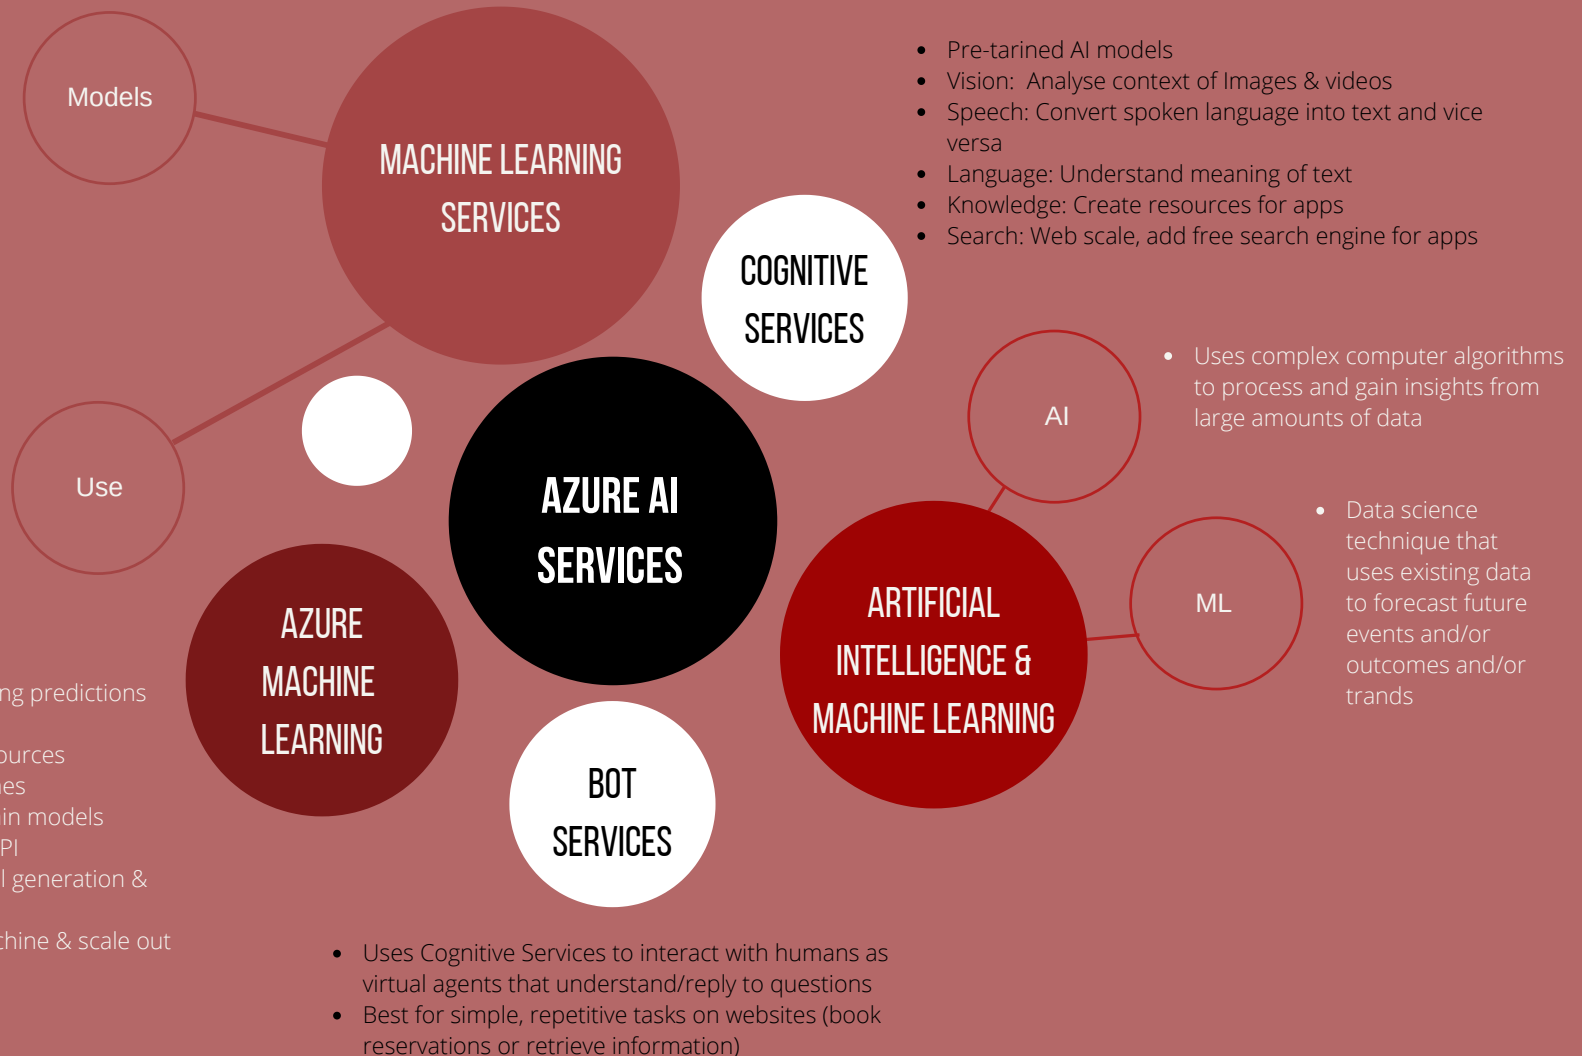 Models
MACHINE LEARNING
SERVICES
Pre-tarined AI models
Vision:  Analyse context of Images & videos
Speech: Convert spoken language into text and vice
versa
Language: Understand meaning of text
Knowledge: Create resources for apps
Search: Web scale, add free search engine for apps
COGNITIVE
SERVICES
AI
Uses complex computer algorithms
to process and gain insights from
large amounts of data
Use
AZURE AI
SERVICES
ML
Data science
technique that
uses existing data
to forecast future
events and/or
outcomes and/or
trands
ARTIFICIAL
INTELLIGENCE &
MACHINE LEARNING
AZURE
MACHINE
LEARNING
predictions
models
generation &
& scale out
BOT
SERVICES
Uses Cognitive Services to interact with humans as
virtual agents that understand/reply to questions
Best for simple, repetitive tasks on websites (book
reservations or retrieve information)